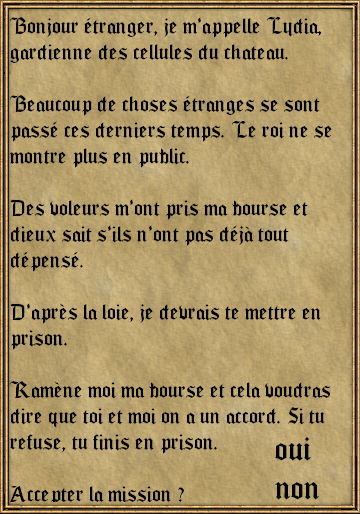 Bonjour étranger, je m'appelle Lydia,
gardienne des cellules du chateau.
Beaucoup de choses étranges se sont
passé ces derniers temps. Le roi ne se
montre plus en public.
Des voleurs m'ont pris ma bourse et
dieux sait s'ils n'ont pas déjà tout
dépensé.
D'après la loie, je devrais te mettre en
prison.
Ramène moi ma bourse et cela voudras
dire que toi et moi on a un accord. Si tu
refuse, tu finis en prison.
oui
Accepter la mission ?
non